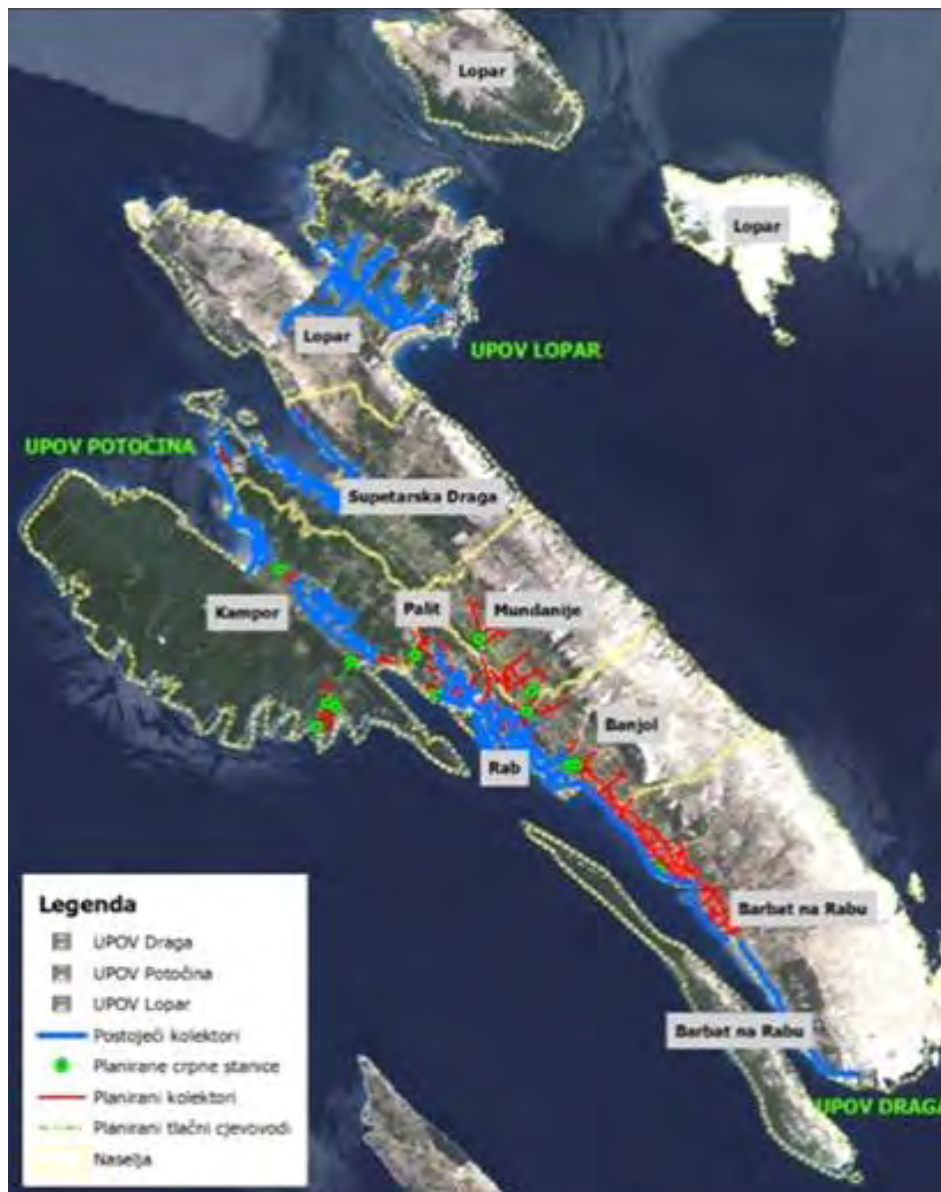 Lopar
Lopar
Lopar
UPOV LOPAR
UPOV POTOČINA
Supetarska Draga
Kampor
Palit
Mundanije
Banjol
Rab
Barbat na Rabu
Barbat na Rabu
UPOV DRAGA
Legenda
UPOV Draga
UPOV Potočina
UPOV Lopar
Postojeći kolektori
Planirane crpne stanice
Planirani kolektori
Planirani tlačni cjevovodi
Naselja